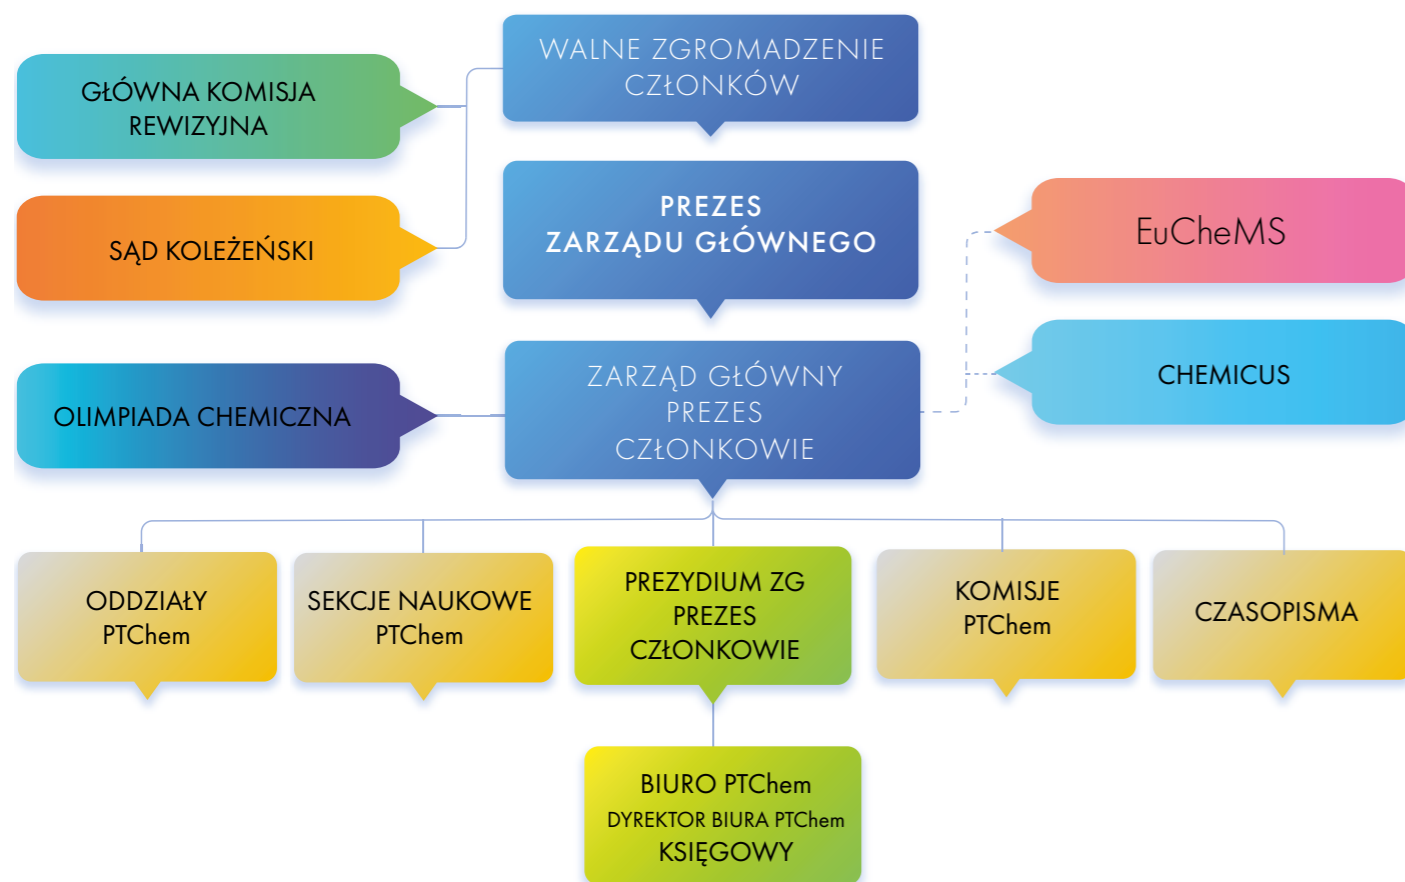 WALNE ZGROMADZENIE
CZŁONKÓW
GŁÓWNA KOMISJA
REWIZYJNA
PREZES
ZARZĄDU GŁÓWNEGO
SĄD KOLEŻEŃSKI
EuCheMS
ZARZĄD GŁÓWNY
PREZES
CZŁONKOWIE
OLIMPIADA CHEMICZNA
CHEMICUS
ODDZIAŁY
PTChem
SEKCJE NAUKOWE
PTChem
PREZYDIUM ZG
PREZES
CZŁONKOWIE
KOMISJE
PTChem
CZASOPISMA
BIURO PTChem
DYREKTOR BIURA PTChem
KSIĘGOWY